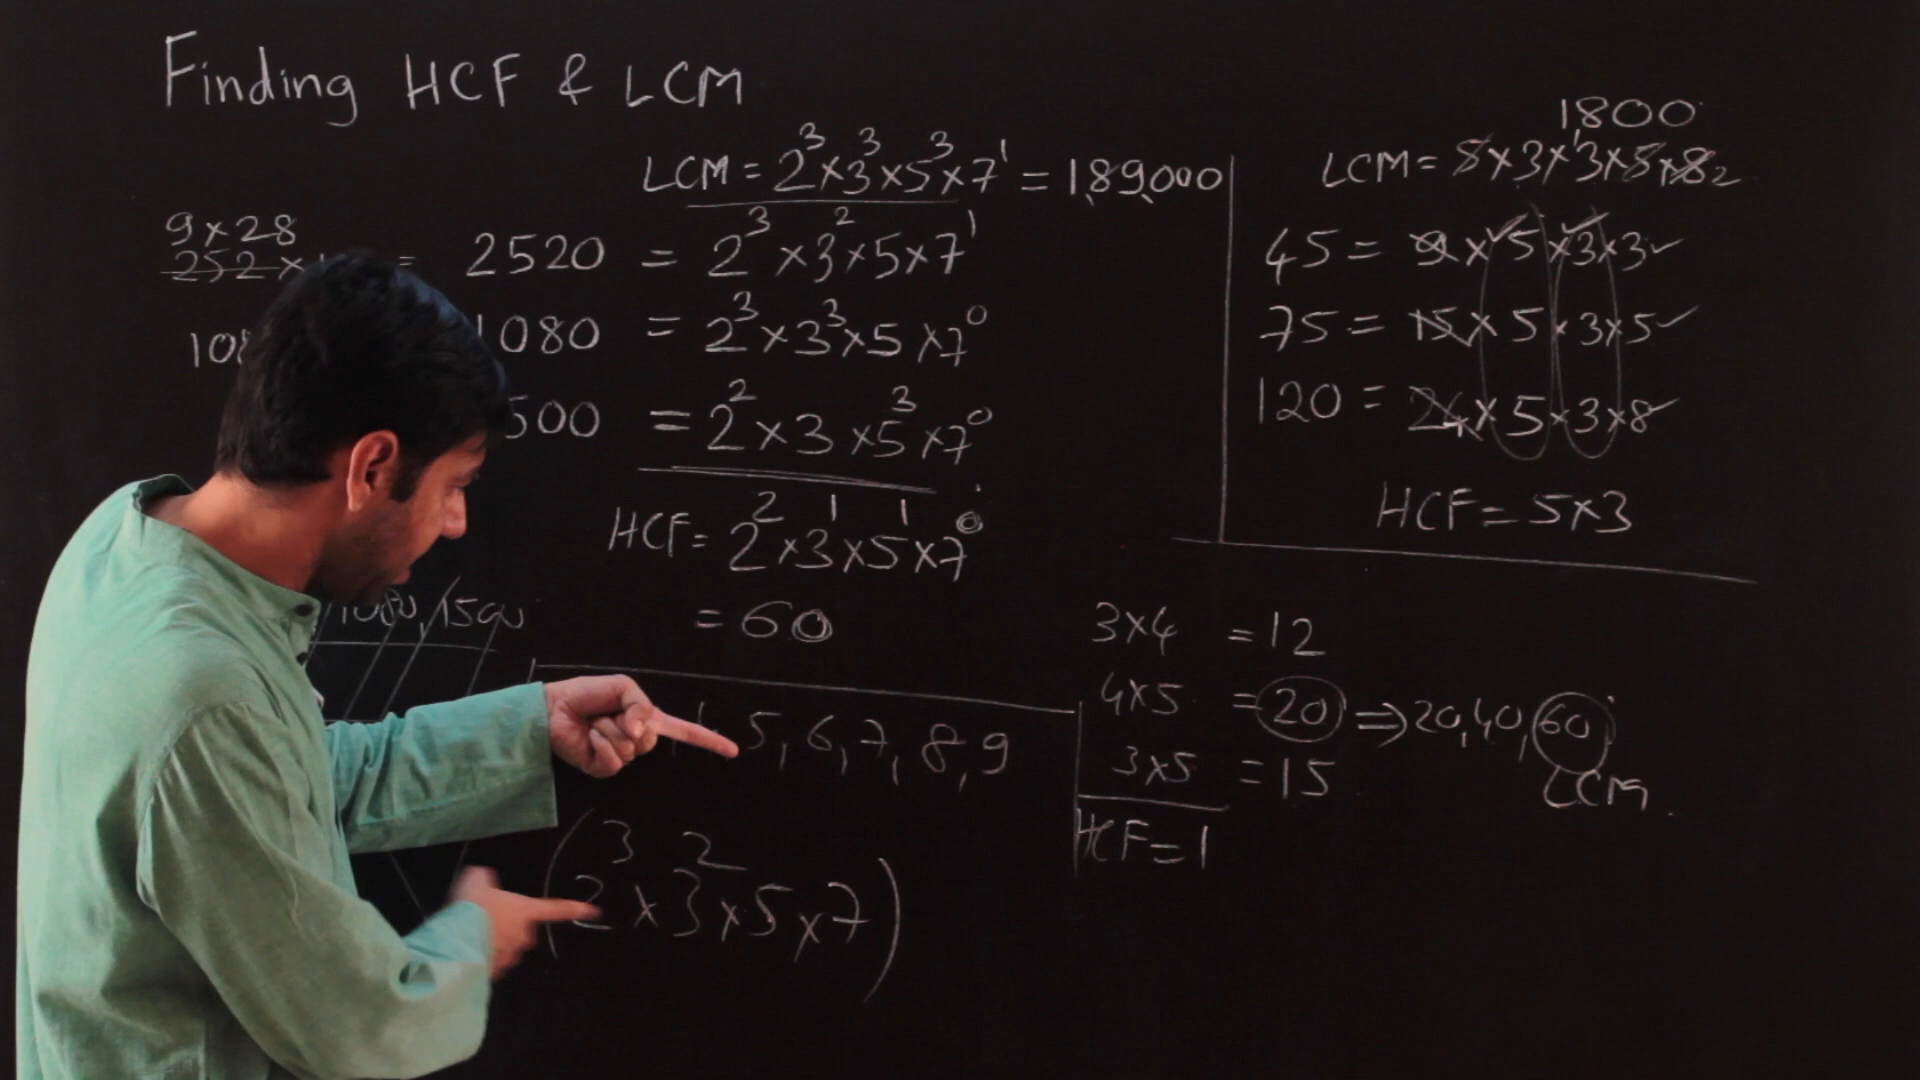 Finding HCF & LCM
LCM = 2³×3³×5³×7¹ = 1,89,000
9×28
252×
= 2520 = 2³×3²×5×7¹
1080 = 2³×3³×5×7⁰
500 = 2²×3×5³×7⁰
HCF = 2²×3¹×5¹×7⁰
= 60
1080, 1500
5, 6, 7, 8, 9
(2³×3²×5×7)
1800
LCM = 5×3×3×5×8 2
45 = 9×5×3×3
75 = 15×5×3×5
120 = 24×5×3×8
HCF = 5×3
3×4 = 12
4×5 = 20 ⇒ 20, 40, 60
3×5 = 15
LCM
HCF = 1